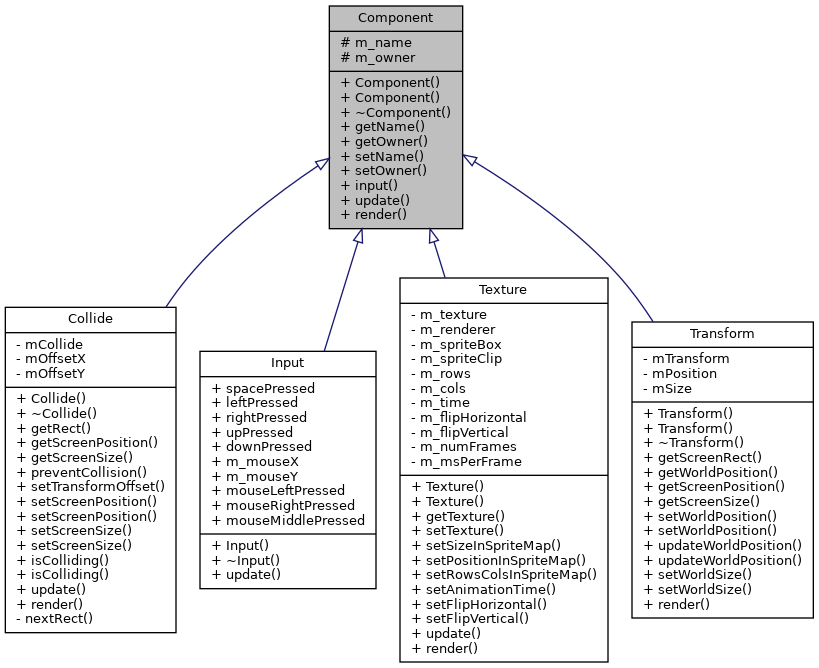 Component
# m_name
# m_owner
+ Component()
+ Component()
+ ~Component()
+ getName()
+ getOwner()
+ setName()
+ setOwner()
+ input()
+ update()
+ render()
Collide
- mCollide
- mOffsetX
- mOffsetY
+ Collide()
+ ~Collide()
+ getRect()
+ getScreenPosition()
+ getScreenSize()
+ preventCollision()
+ setTransformOffset()
+ setScreenPosition()
+ setScreenPosition()
+ setScreenSize()
+ setScreenSize()
+ isColliding()
+ isColliding()
+ update()
+ render()
- nextRect()
Input
+ spacePressed
+ leftPressed
+ rightPressed
+ upPressed
+ downPressed
+ m_mouseX
+ m_mouseY
+ mouseLeftPressed
+ mouseRightPressed
+ mouseMiddlePressed
+ Input()
+ ~Input()
+ update()
Texture
- m_texture
- m_renderer
- m_spriteBox
- m_spriteClip
- m_rows
- m_cols
- m_time
- m_flipHorizontal
- m_flipVertical
- m_numFrames
- m_msPerFrame
+ Texture()
+ Texture()
+ getTexture()
+ setTexture()
+ setSizeInSpriteMap()
+ setPositionInSpriteMap()
+ setRowsColsInSpriteMap()
+ setAnimationTime()
+ setFlipHorizontal()
+ setFlipVertical()
+ update()
+ render()
Transform
- mTransform
- mPosition
- mSize
+ Transform()
+ Transform()
+ ~Transform()
+ getScreenRect()
+ getWorldPosition()
+ getScreenPosition()
+ getScreenSize()
+ setWorldPosition()
+ setWorldPosition()
+ updateWorldPosition()
+ updateWorldPosition()
+ setWorldSize()
+ setWorldSize()
+ render()